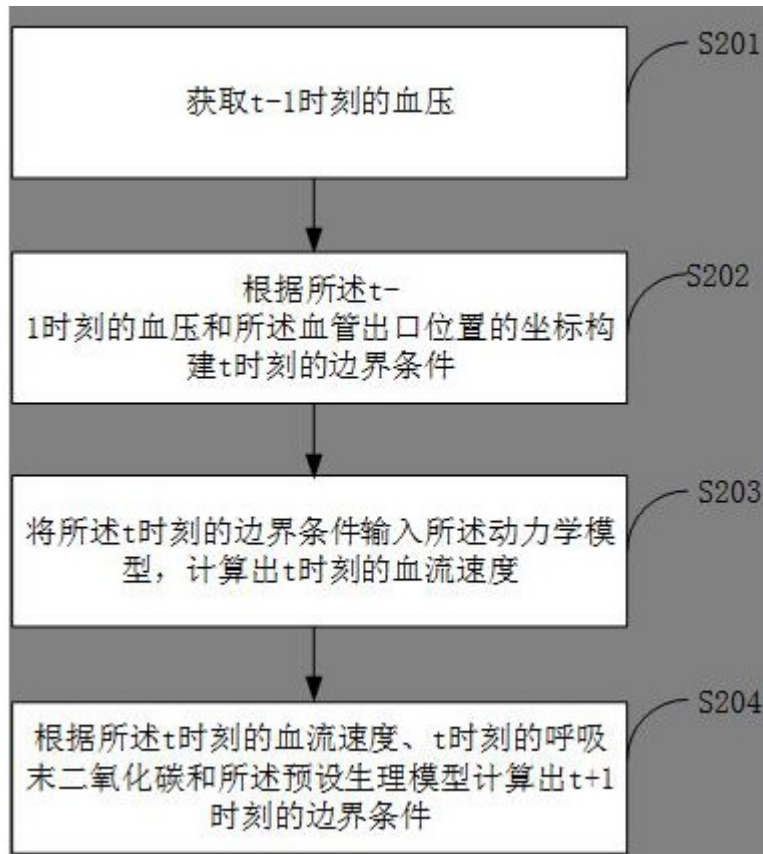 S201
获取t-1时刻的血压
S202
根据所述t-
1时刻的血压和所述血管出口位置的坐标构
建t时刻的边界条件
S203
将所述t时刻的边界条件输入所述动力学模
型，计算出t时刻的血流速度
S204
根据所述t时刻的血流速度、t时刻的呼吸
末二氧化碳和所述预设生理模型计算出t+1
时刻的边界条件